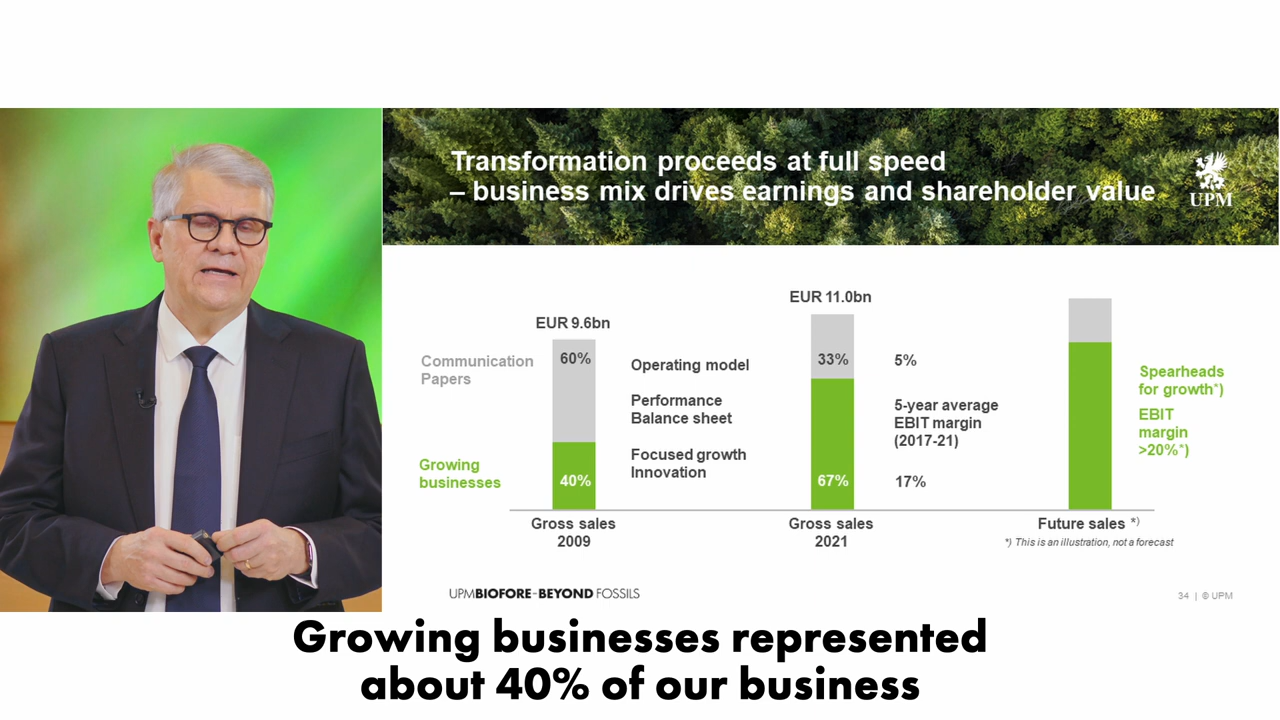 Transformation proceeds at full speed
– business mix drives earnings and shareholder value
UPM
EUR 9.6bn
EUR 11.0bn
Communication
Papers
60%
Operating model
Performance
Balance sheet
Focused growth
Innovation
33%
5%
5-year average
EBIT margin
(2017-21)
Spearheads
for growth*)
EBIT
margin
>20%*)
Growing
businesses
40%
67%
17%
Gross sales
2009
Gross sales
2021
Future sales *)
*) This is an illustration, not a forecast
UPMBIOFORE-BEYOND FOSSILS
34 | © UPM
Growing businesses represented
about 40% of our business